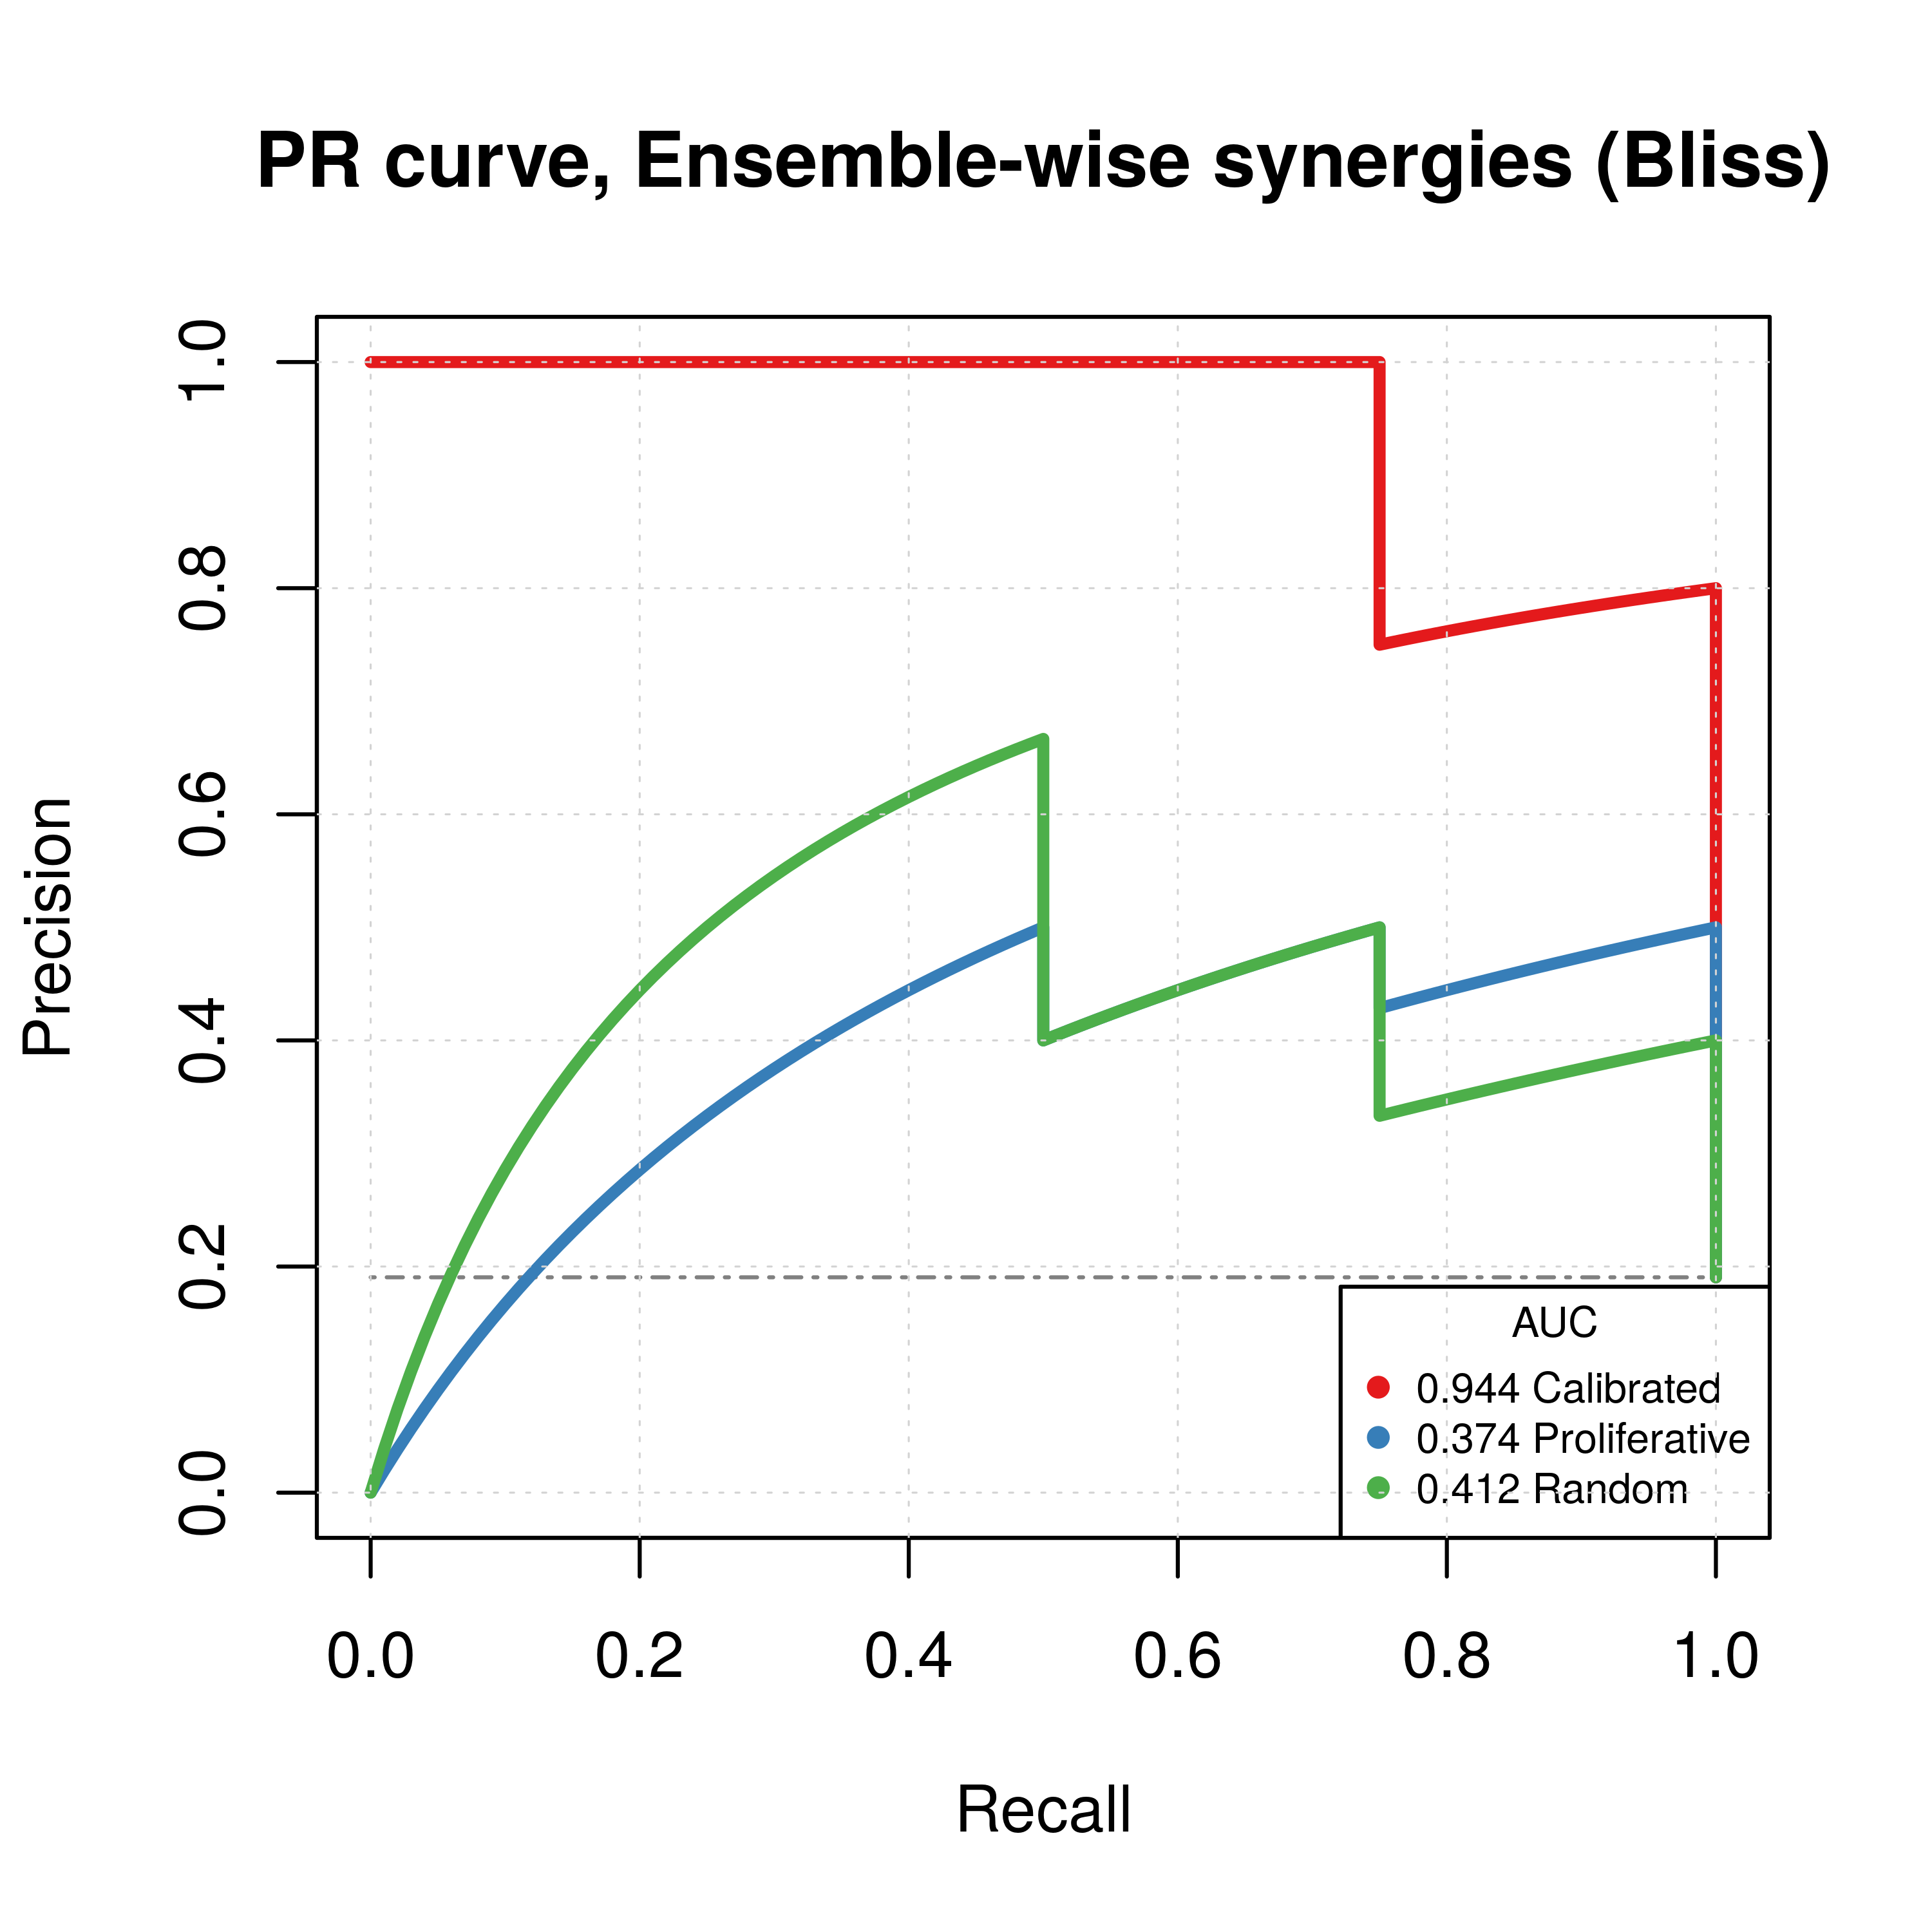 PR curve, Ensemble-wise synergies (Bliss)
Precision
1.0
0.8
0.6
0.4
0.2
0.0
AUC
0.944 Calibrated
0.374 Proliferative
0.412 Random
0.0 0.2 0.4 0.6 0.8 1.0
Recall